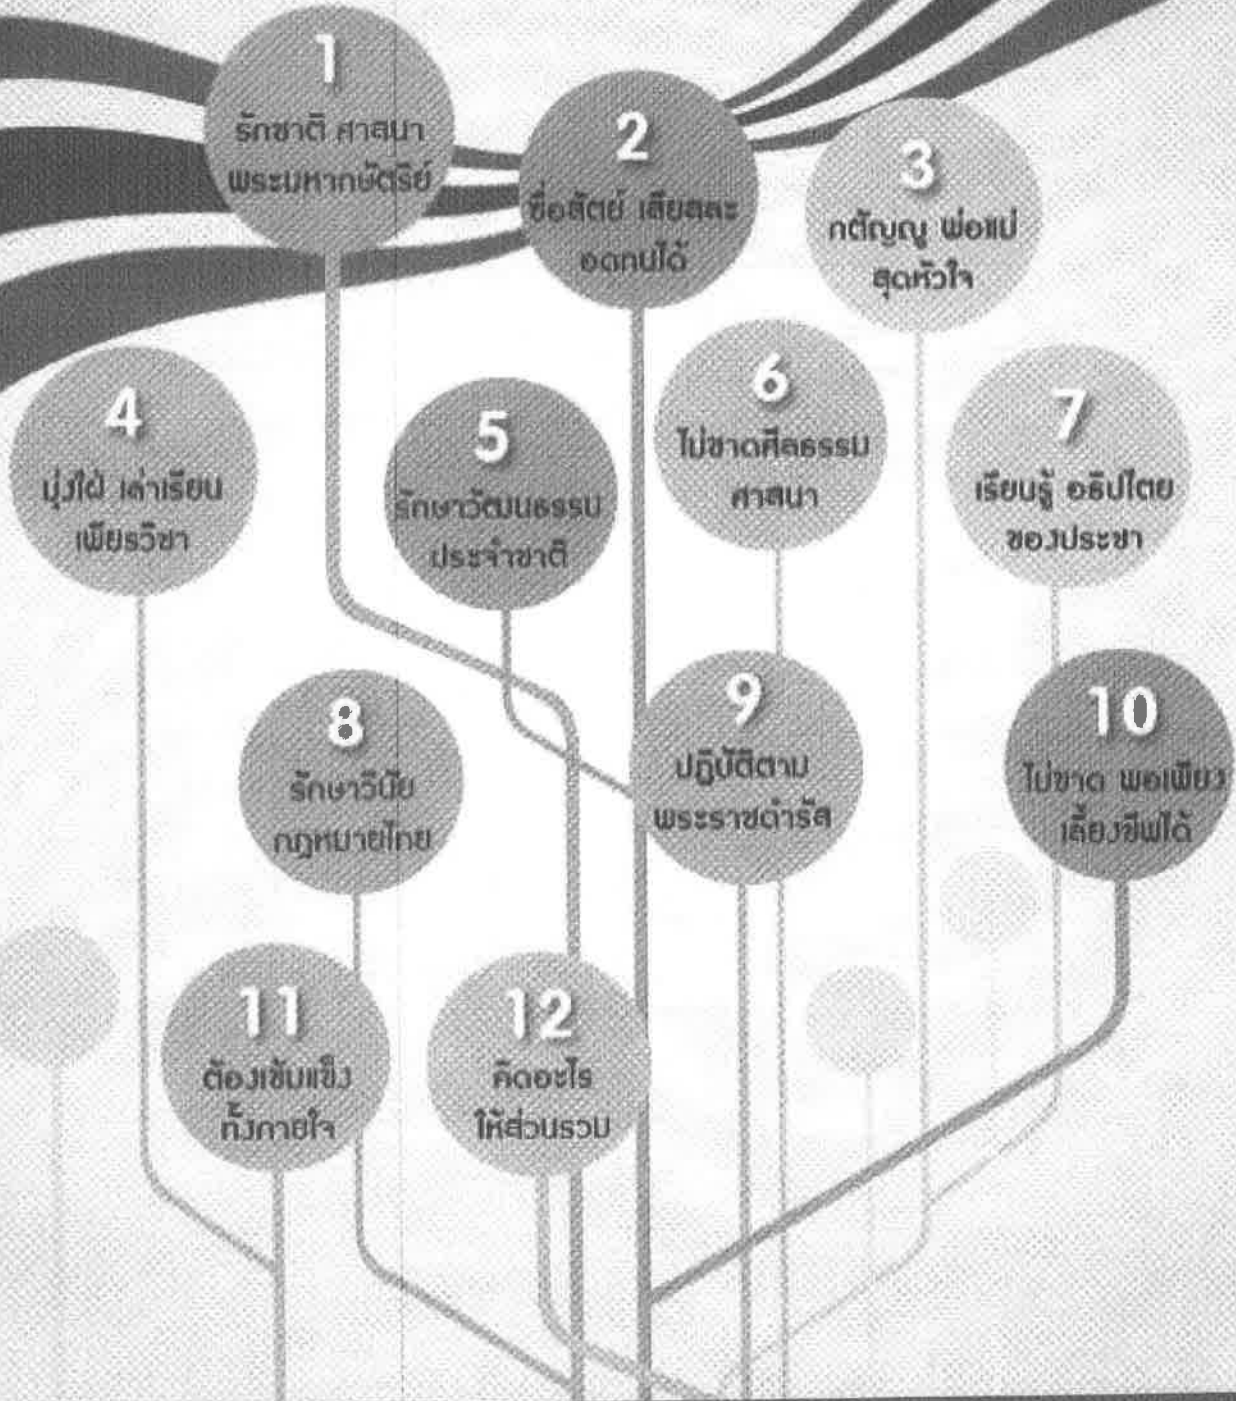 1
รักชาติ ศาสนา
พระมหากษัตริย์
2
ซื่อสัตย์ เสียสละ
อดทนได้
3
กตัญญู พ่อแม่
สุดหัวใจ
4
มุ่งใฝ่ เล่าเรียน
เพียรวิชา
5
รักษาวัฒนธรรม
ประจำชาติ
6
ไม่ขาดศีลธรรม
ศาสนา
7
เรียนรู้ อธิปไตย
ของประชา
8
รักษาวินัย
กฎหมายไทย
9
ปฏิบัติตาม
พระราชดำรัส
10
ไม่ขาด พอเพียง
เลี้ยงชีพได้
11
ต้องเข้มแข็ง
ทั้งกายใจ
12
คิดอะไร
ให้ส่วนรวม